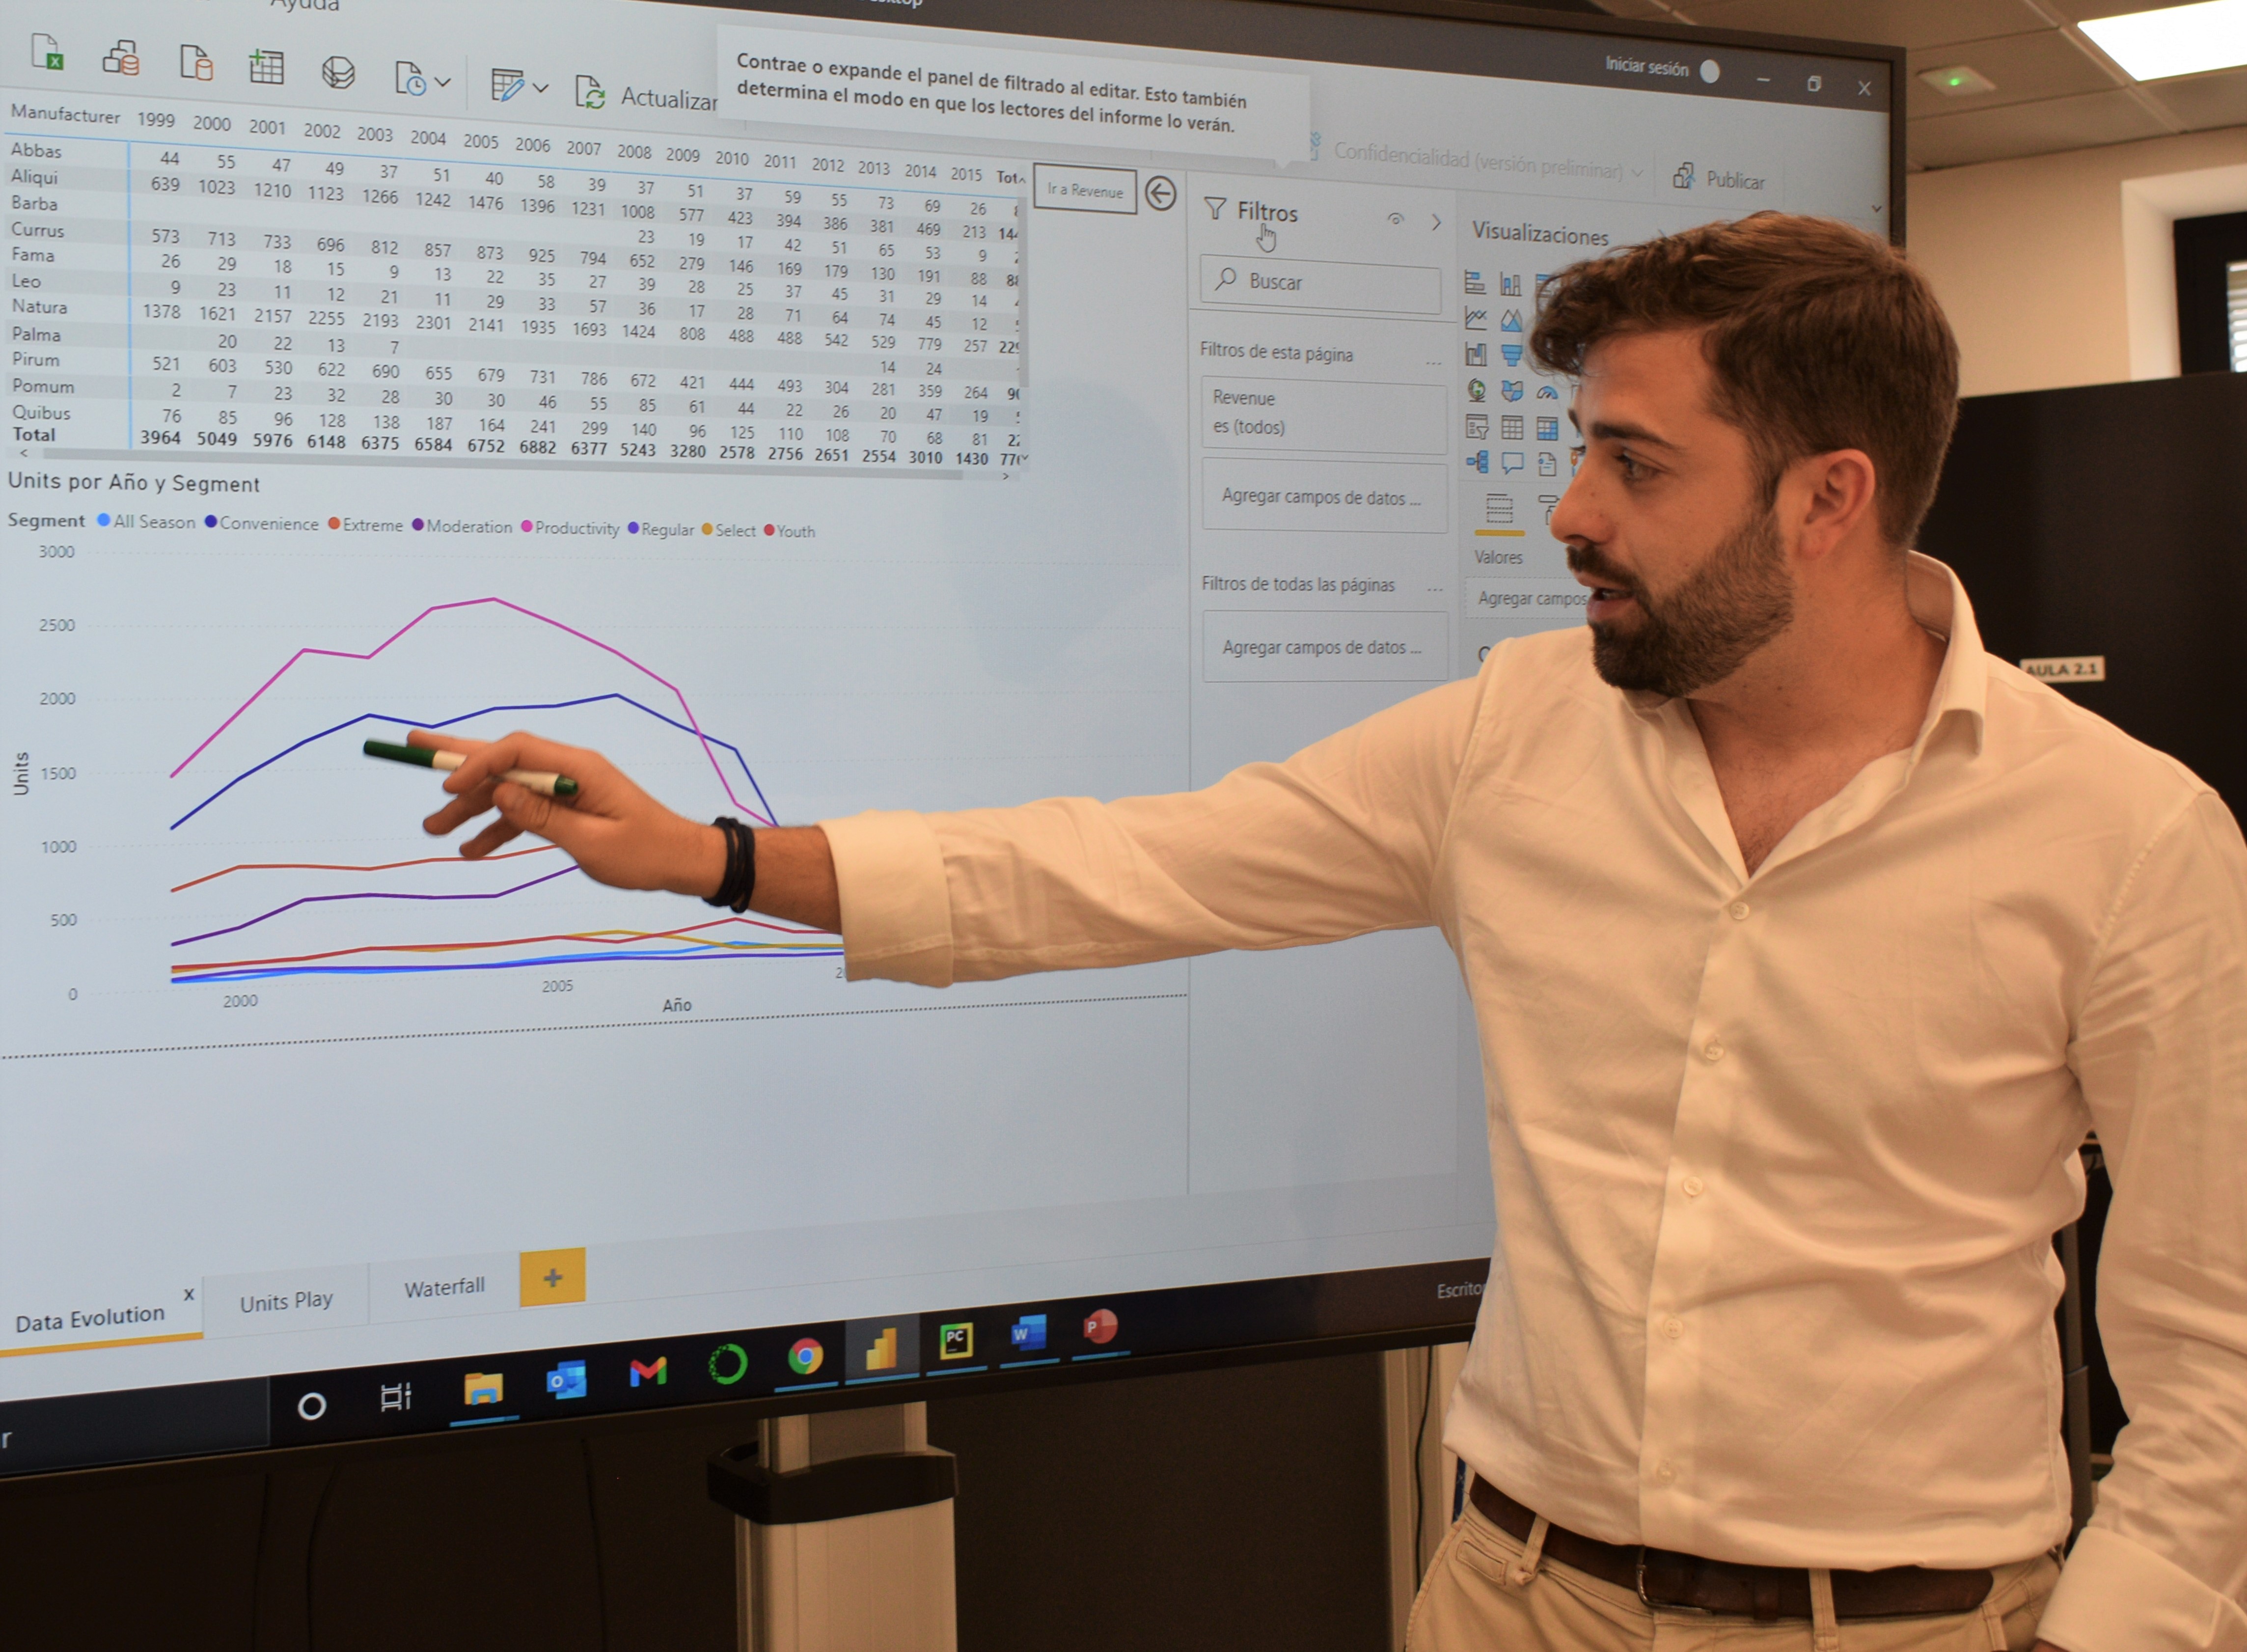 Ayuda
Iniciar sesión
Actualizar
Contrae o expande el panel de filtrado al editar. Esto también
determina el modo en que los lectores del informe lo verán.
Confidencialidad (versión preliminar)
Publicar
Manufacturer 1999 2000 2001 2002 2003 2004 2005 2006 2007 2008 2009 2010 2011 2012 2013 2014 2015
Abbas 44 55 47 49 37 51 40 58 39 37 51 37 59 55 73 69 26
Aliqui 639 1023 1210 1123 1266 1242 1476 1396 1231 1008 577 423 394 386 381 469 213
Barba 23 19 17 42 51 65 53 9
Currus 573 713 733 696 812 857 873 925 794 652 279 146 169 179 130 191 88
Fama 26 29 18 15 9 13 22 35 27 39 28 25 37 45 31 29 14
Leo 9 23 11 12 21 11 29 33 57 36 17 28 71 64 74 45 12
Natura 1378 1621 2157 2255 2193 2301 2141 1935 1693 1424 808 488 488 542 529 779 257
Palma 20 22 13 7 14 24
Pirum 521 603 530 622 690 655 679 731 786 672 421 444 493 304 281 359 264
Pomum 2 7 23 32 28 30 30 46 55 85 61 44 22 26 20 47 19
Quibus 76 85 96 128 138 187 164 241 299 140 96 125 110 108 70 68 81
Total 3964 5049 5976 6148 6375 6584 6752 6882 6377 5243 3280 2578 2756 2651 2554 3010 1430
Ir a Revenue
Units por Año y Segment
Segment All Season Convenience Extreme Moderation Productivity Regular Select Youth
3000
2500
2000
1500
1000
500
0
Units
2000 2005
Año
Filtros
Buscar
Filtros de esta página ...
Revenue
es (todos)
Agregar campos de datos ...
Filtros de todas las páginas ...
Agregar campos de datos ...
Visualizaciones
Valores
Agregar campos
AULA 2.1
Data Evolution x
Units Play
Waterfall
+
PC
W
P